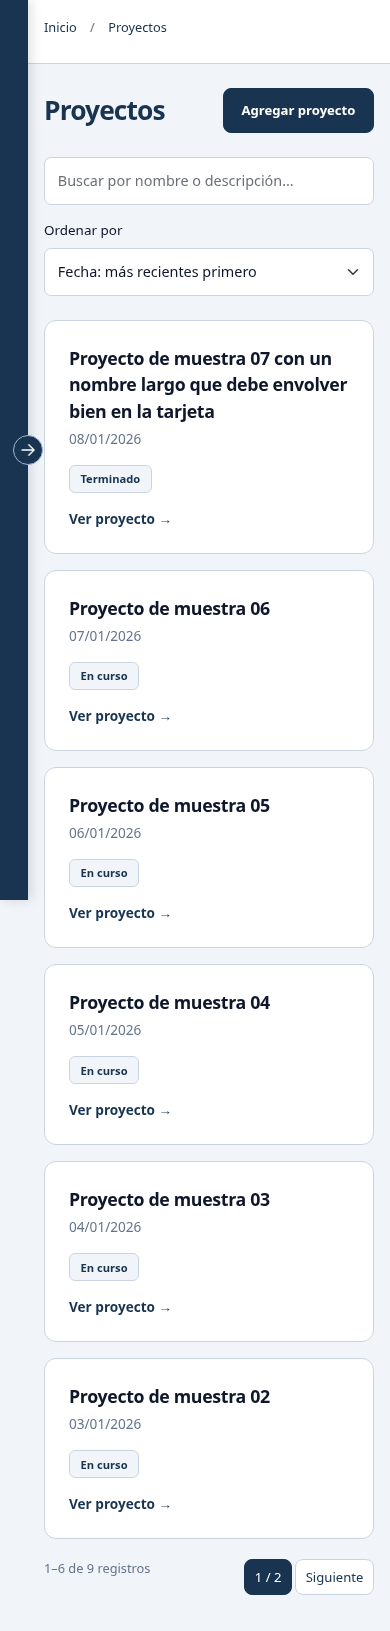 Inicio / Proyectos
Proyectos
Agregar proyecto
Buscar por nombre o descripción...
Ordenar por
Fecha: más recientes primero
Proyecto de muestra 07 con un
nombre largo que debe envolver
bien en la tarjeta
08/01/2026
Terminado
Ver proyecto →
Proyecto de muestra 06
07/01/2026
En curso
Ver proyecto →
Proyecto de muestra 05
06/01/2026
En curso
Ver proyecto →
Proyecto de muestra 04
05/01/2026
En curso
Ver proyecto →
Proyecto de muestra 03
04/01/2026
En curso
Ver proyecto →
Proyecto de muestra 02
03/01/2026
En curso
Ver proyecto →
1–6 de 9 registros
1 / 2
Siguiente